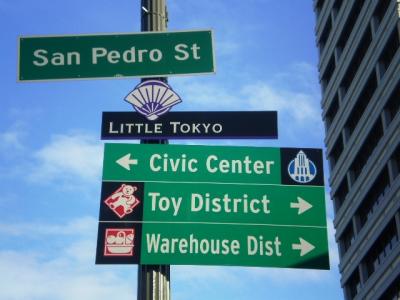 San Pedro St
LITTLE TOKYO
Civic Center
Toy District
Warehouse Dist